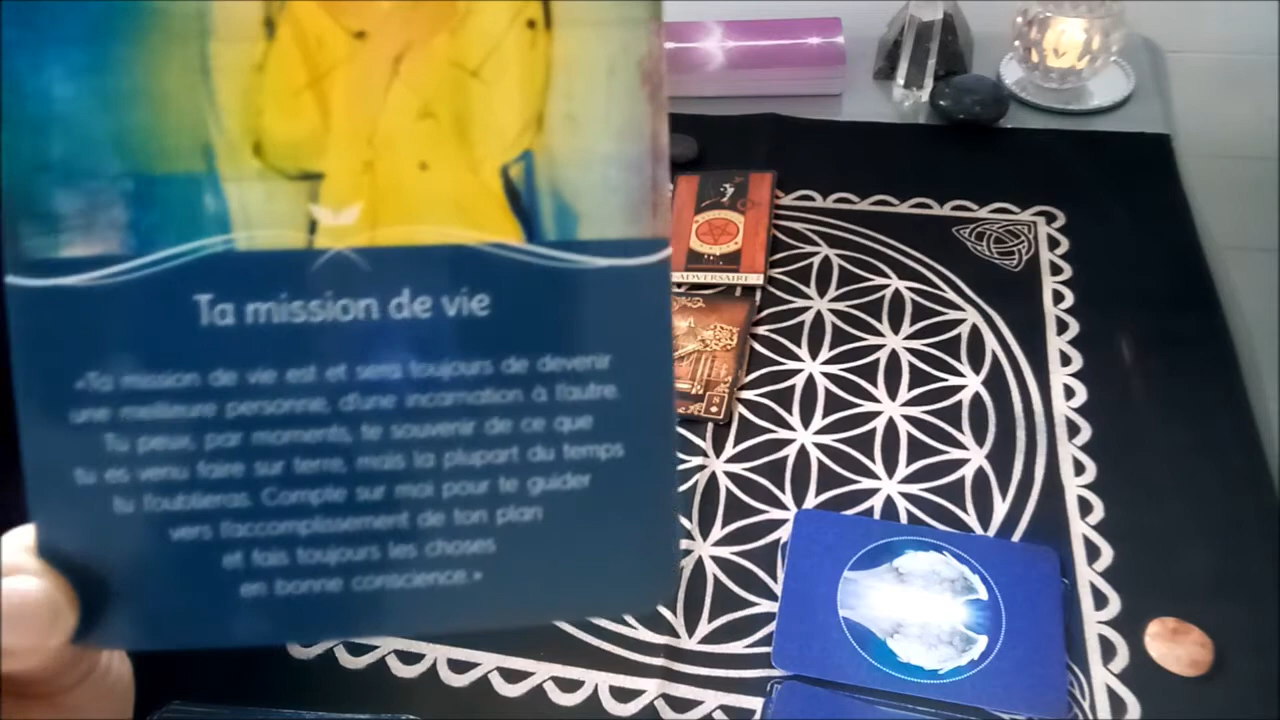 Ta mission de vie
«Ta mission de vie est et sera toujours de devenir
une meilleure personne, d'une incarnation à l'autre.
Tu peux, par moments, te souvenir de ce que
tu es venu faire sur terre, mais la plupart du temps
tu l'oublieras. Compte sur moi pour te guider
vers l'accomplissement de ton plan
et fais toujours les choses
en bonne conscience.»
ADVERSAIRE
8